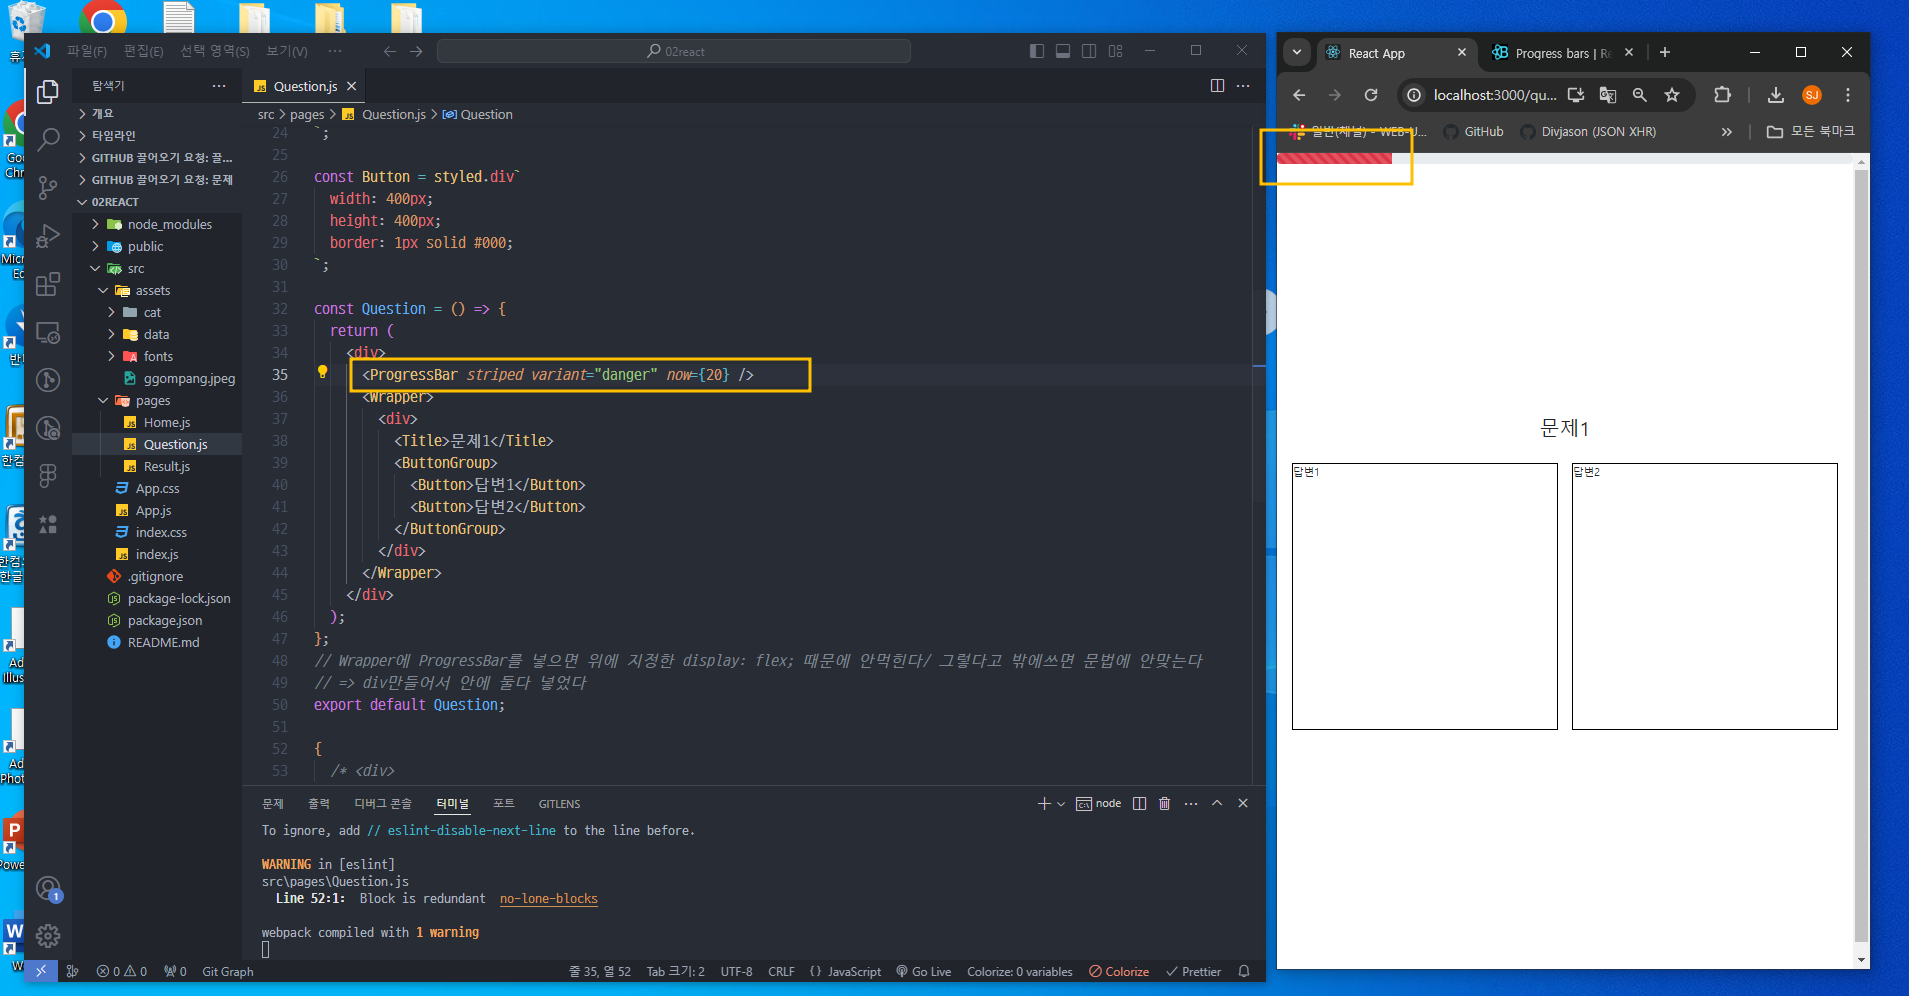 파일(F) 편집(E) 선택 영역(S) 보기(V) ···
02react
탐색기
개요
타임라인
GITHUB 끌어오기 요청: 끌...
GITHUB 끌어오기 요청: 문제
02REACT
node_modules
public
src
assets
cat
data
fonts
ggompang.jpeg
pages
Home.js
Question.js
Result.js
App.css
App.js
index.css
index.js
.gitignore
package-lock.json
package.json
README.md
Question.js
src > pages > Question.js > Question
24 `;
25
26 const Button = styled.div`
27 width: 400px;
28 height: 400px;
29 border: 1px solid #000;
30 `;
31
32 const Question = () => {
33 return (
34 <div>
35 <ProgressBar striped variant="danger" now={20} />
36 <Wrapper>
37 <div>
38 <Title>문제1</Title>
39 <ButtonGroup>
40 <Button>답변1</Button>
41 <Button>답변2</Button>
42 </ButtonGroup>
43 </div>
44 </Wrapper>
45 </div>
46 );
47 };
48 // Wrapper에 ProgressBar를 넣으면 위에 지정한 display: flex; 때문에 안먹힌다/ 그렇다고 밖에쓰면 문법에 안맞는다
49 // => div만들어서 안에 둘다 넣었다
50 export default Question;
51
52 {
53 /* <div>
문제 출력 디버그 콘솔 터미널 포트 GITLENS
node
To ignore, add // eslint-disable-next-line to the line before.
WARNING in [eslint]
src\pages\Question.js
Line 52:1: Block is redundant no-lone-blocks
webpack compiled with 1 warning
0 0 0 Git Graph
줄 35, 열 52 Tab 크기: 2 UTF-8 CRLF {} JavaScript Go Live Colorize: 0 variables Colorize Prettier
1
React App
Progress bars | Re
localhost:3000/qu...
SJ
일반(채널) - WEB-U... GitHub Divjason (JSON XHR) » 모든 북마크
문제1
답변1
답변2